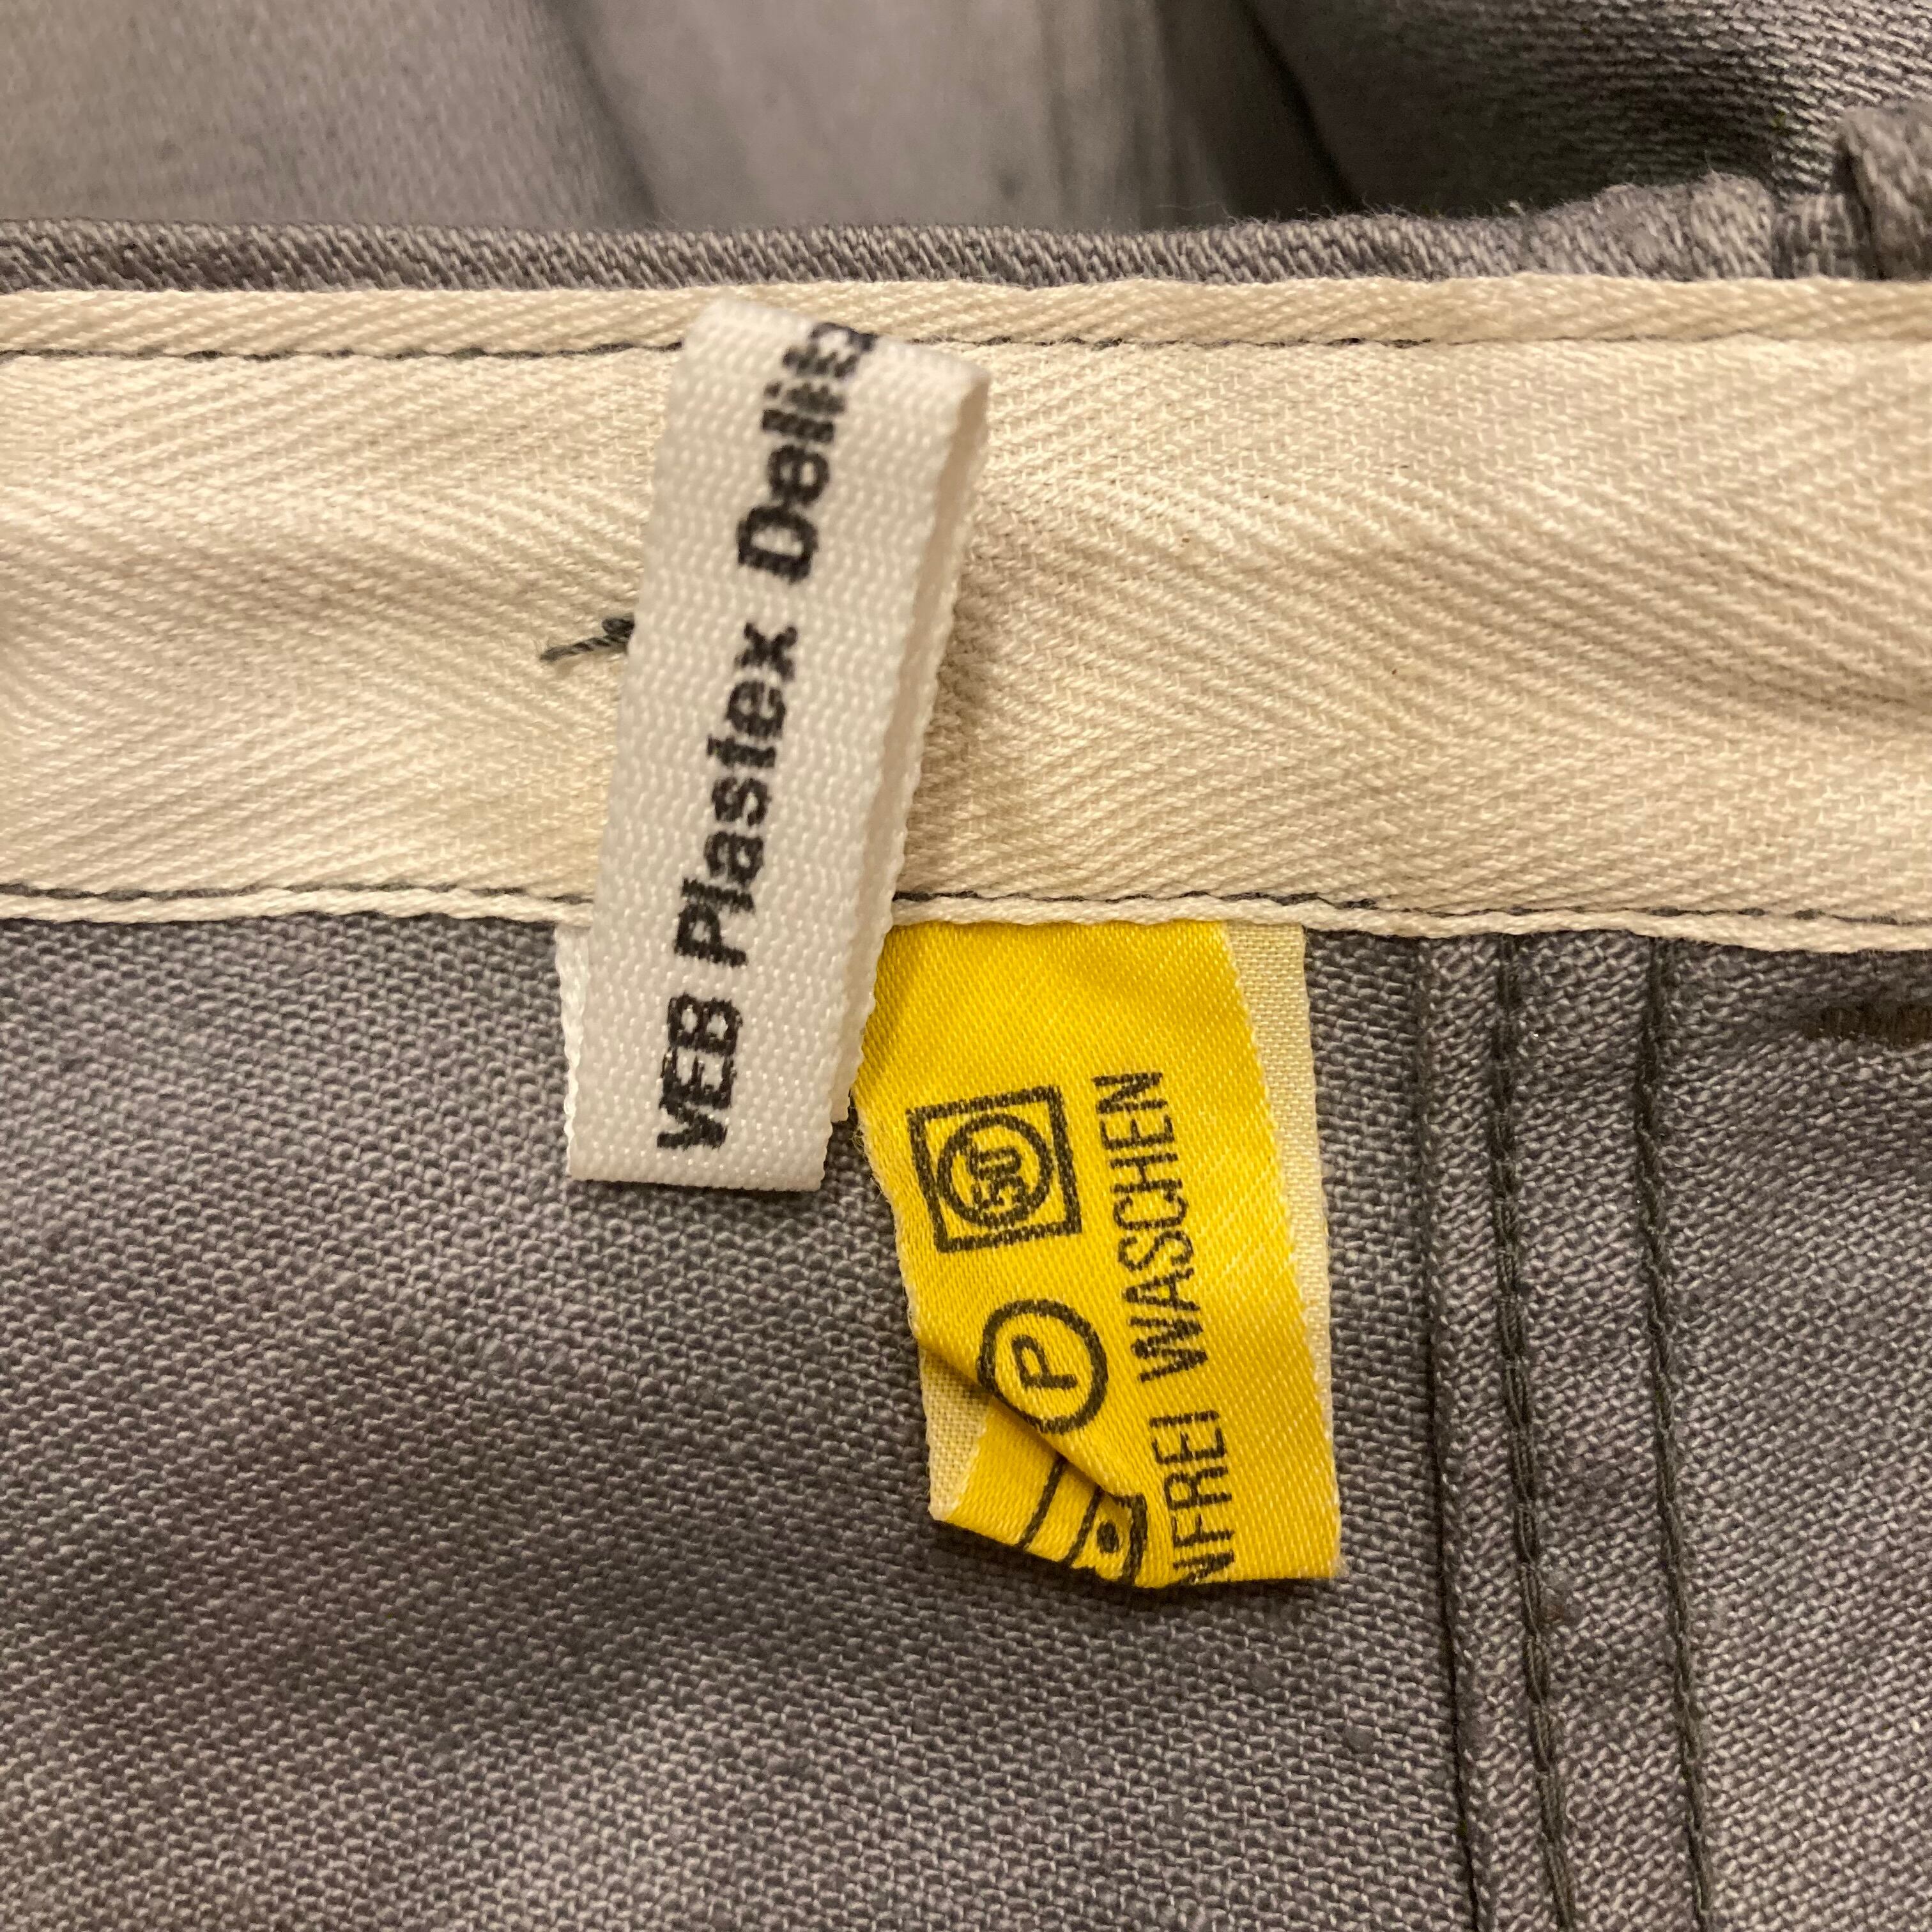 VEB Plastex
50
P
WASCHEN